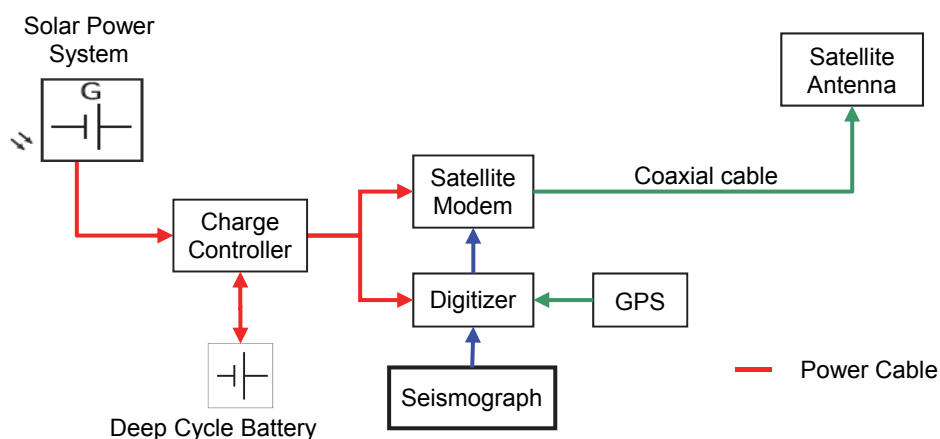 Solar Power
System
G
Satellite
Antenna
Satellite
Modem
Coaxial cable
Charge
Controller
Digitizer
GPS
Seismograph
Power Cable
Deep Cycle Battery